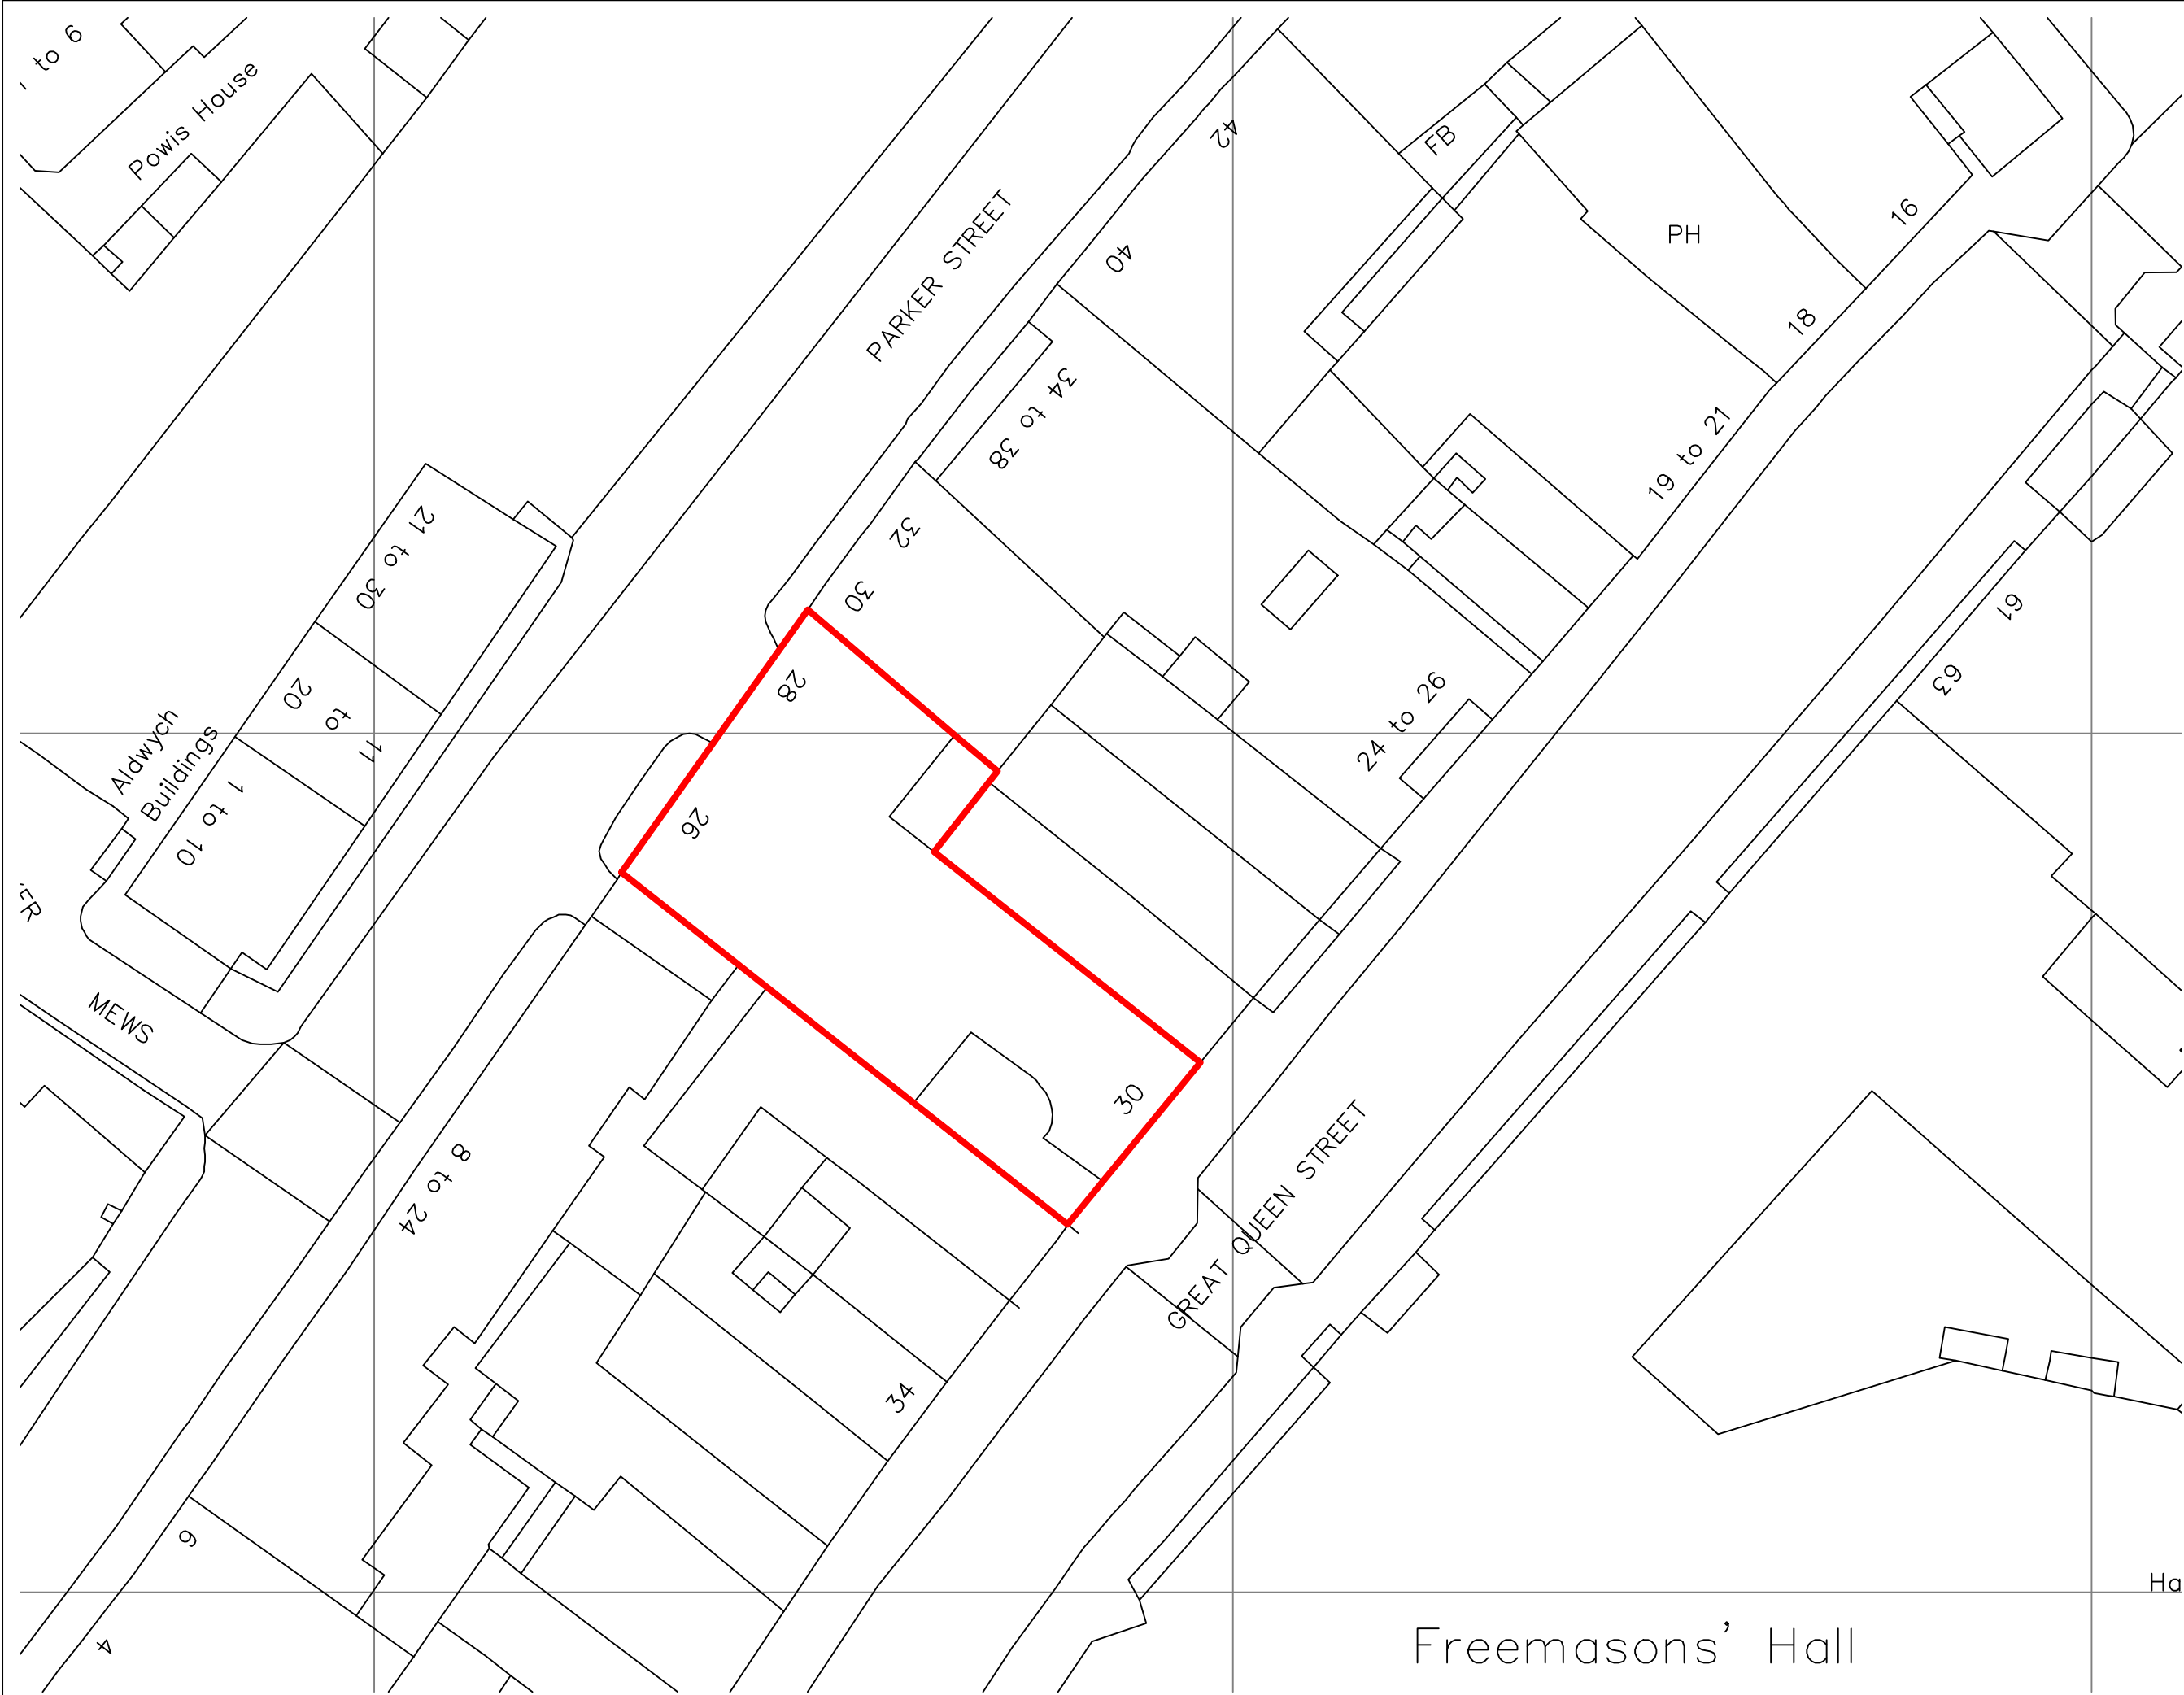 to 6
Powis House
42
FB
16
PH
40
PARKER STREET
18
34 to 38
19 to 21
21 to 30
32
30
61
63
28
20
to
11
24 to 26
Aldwych
Buildings
1 to 10
26
MEWS
30
8 to 24
GREAT QUEEN STREET
34
6
4
Freemasons' Hall